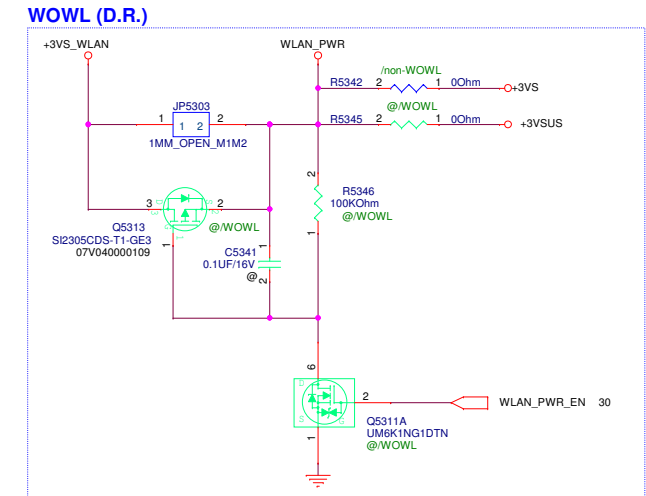 WOWL (D.R.)
+3VS_WLAN
WLAN_PWR
/non-WOWL
R5342 2 1 0Ohm +3VS
@/WOWL
R5345 2 1 0Ohm +3VSUS
JP5303
1 1 2 2
1MM_OPEN_M1M2
2
R5346
100KOhm
@/WOWL
1
3 2
Q5313
@/WOWL
SI2305CDS-T1-GE3
07V040000109
1
1
C5341
0.1UF/16V
@
2
6
2
WLAN_PWR_EN 30
Q5311A
UM6K1NG1DTN
@/WOWL
1